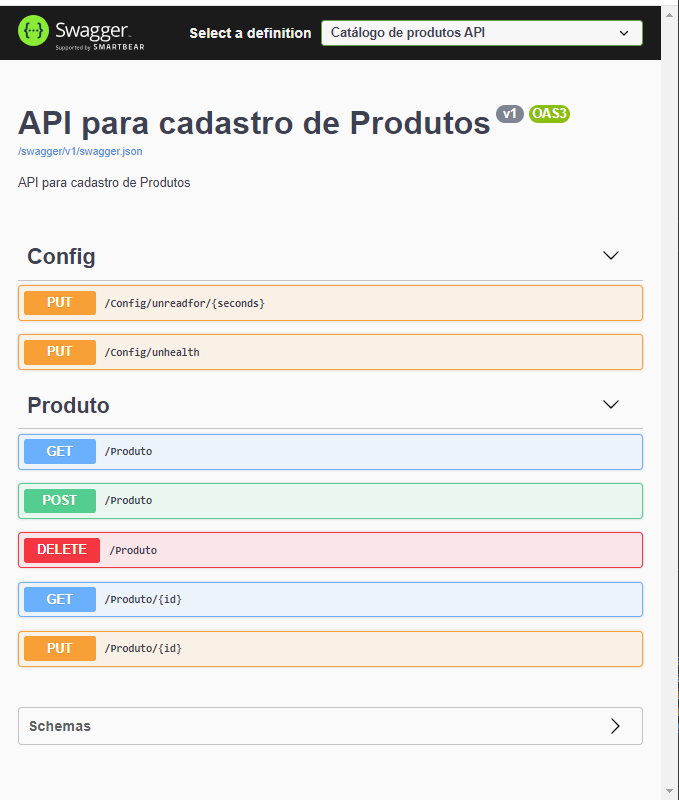 Swagger
Supported by SMARTBEAR
Select a definition
Catálogo de produtos API
API para cadastro de Produtos v1 OAS3
/swagger/v1/swagger.json
API para cadastro de Produtos
Config
PUT /Config/unreadfor/{seconds}
PUT /Config/unhealth
Produto
GET /Produto
POST /Produto
DELETE /Produto
GET /Produto/{id}
PUT /Produto/{id}
Schemas